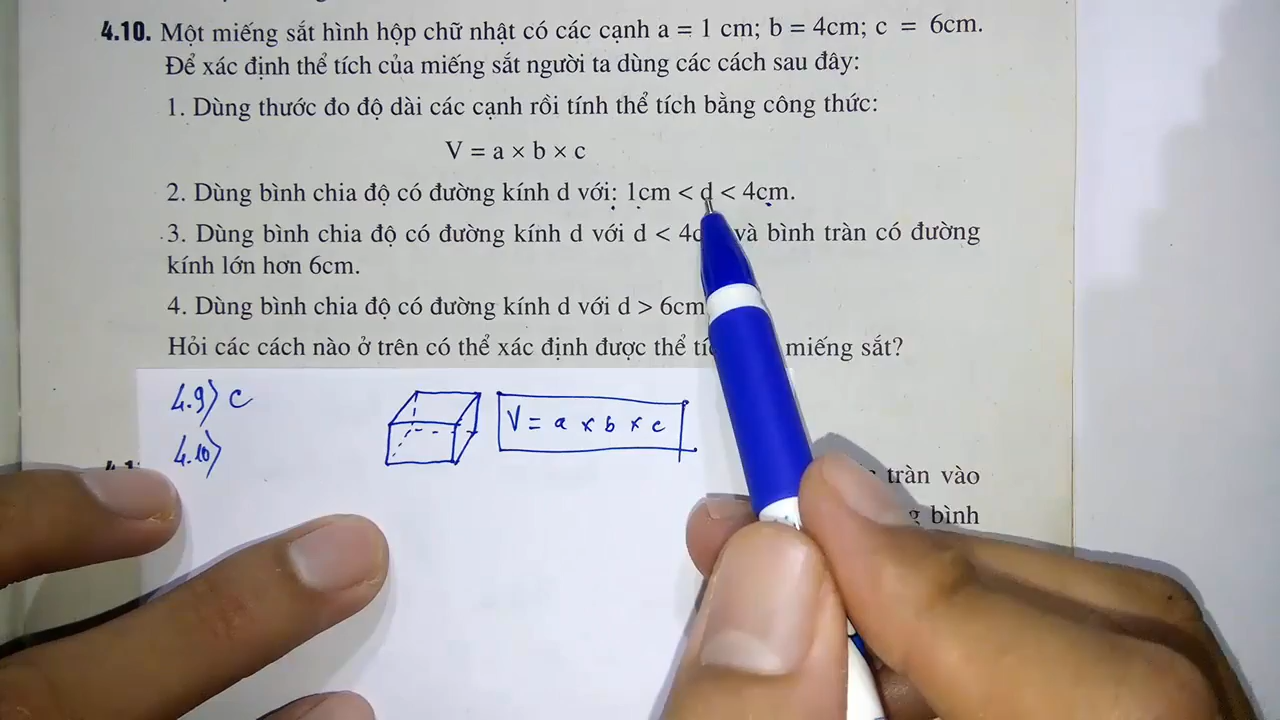 4.10. Một miếng sắt hình hộp chữ nhật có các cạnh a = 1 cm; b = 4cm; c = 6cm.
Để xác định thể tích của miếng sắt người ta dùng các cách sau đây:
1. Dùng thước đo độ dài các cạnh rồi tính thể tích bằng công thức:
V = a × b × c
2. Dùng bình chia độ có đường kính d với: 1cm < d < 4cm.
3. Dùng bình chia độ có đường kính d với d < và bình tràn có đường
kính lớn hơn 6cm.
4. Dùng bình chia độ có đường kính d với d > 6cm
Hỏi các cách nào ở trên có thể xác định được thể miếng sắt?
4.9) C
V = a × b × c
4.10)
tràn vào
bình